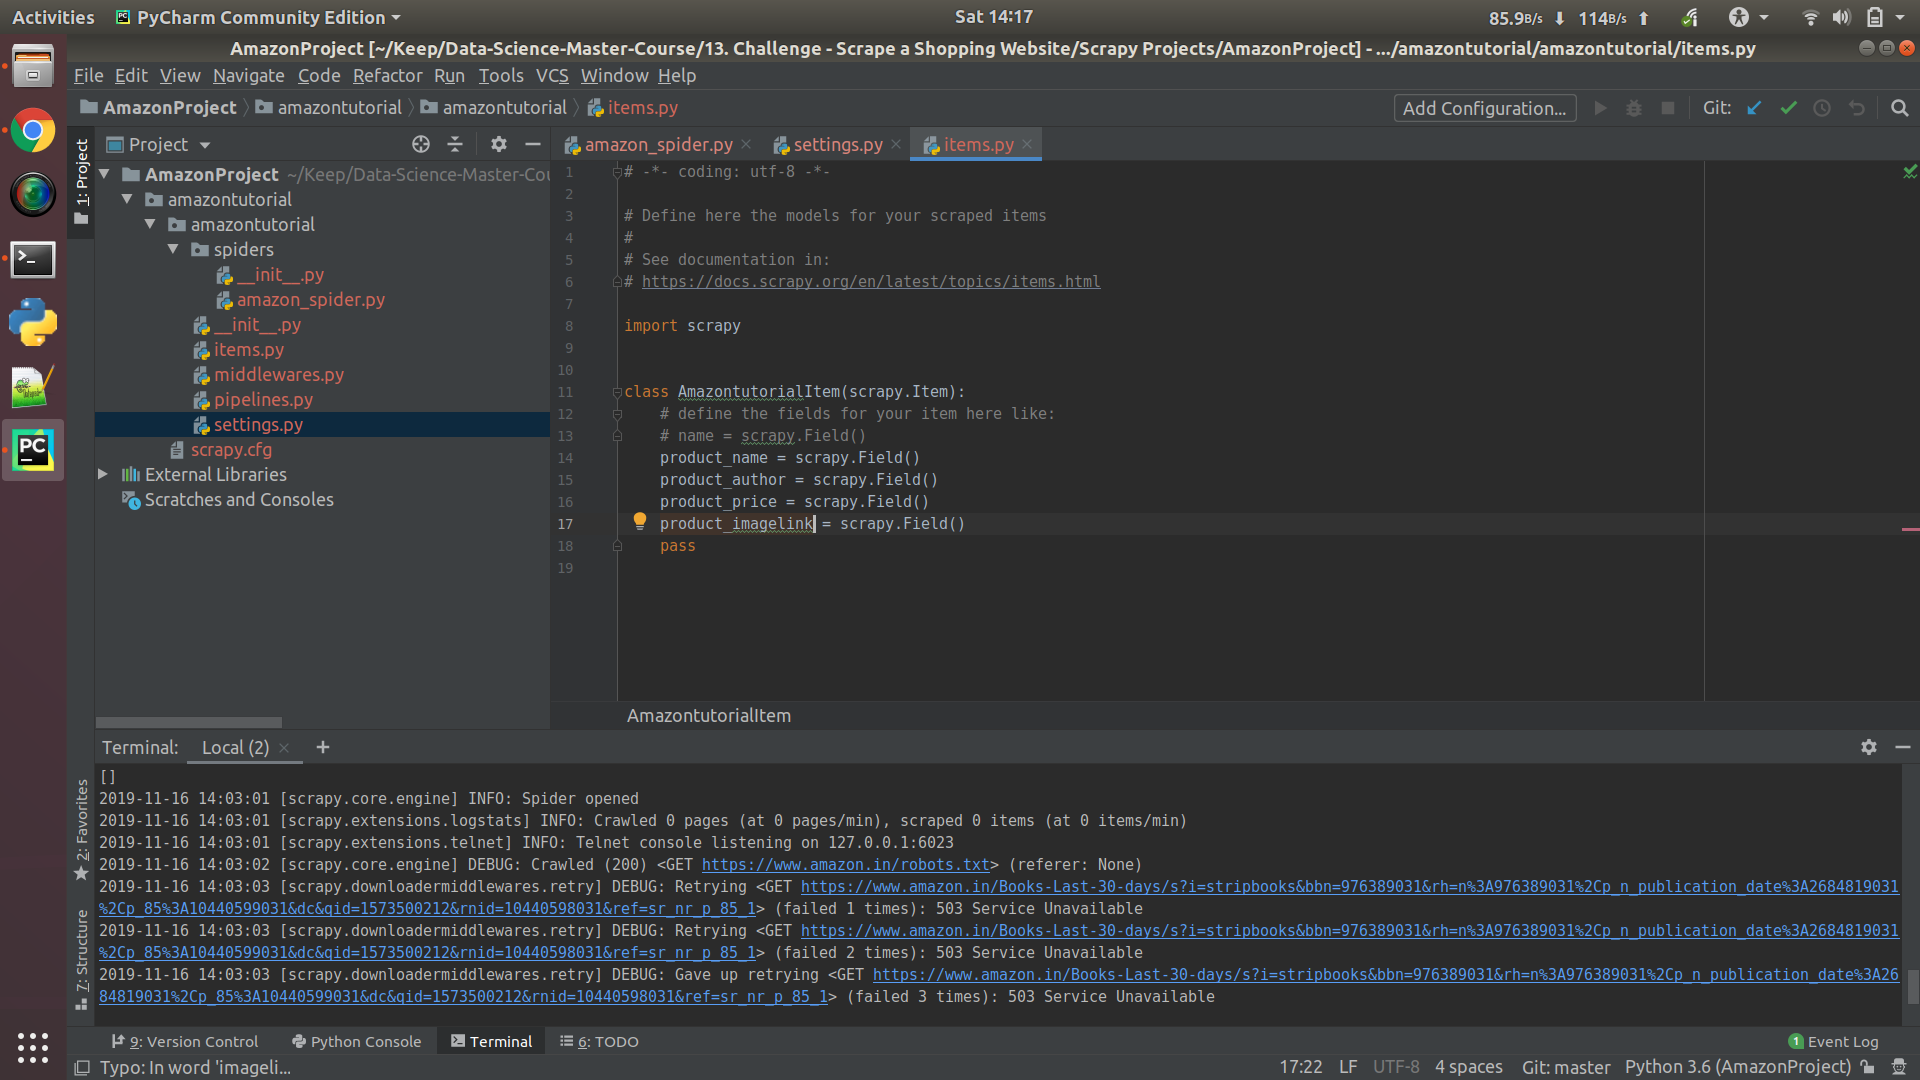 Activities PyCharm Community Edition Sat 14:17 85.9B/s 114B/s
AmazonProject [~/Keep/Data-Science-Master-Course/13. Challenge - Scrape a Shopping Website/Scrapy Projects/AmazonProject] - .../amazontutorial/amazontutorial/items.py
File Edit View Navigate Code Refactor Run Tools VCS Window Help
AmazonProject amazontutorial amazontutorial items.py Add Configuration... Git:
1: Project
Project
AmazonProject ~/Keep/Data-Science-Master-Cou
amazontutorial
amazontutorial
spiders
__init__.py
amazon_spider.py
__init__.py
items.py
middlewares.py
pipelines.py
settings.py
scrapy.cfg
External Libraries
Scratches and Consoles
amazon_spider.py settings.py items.py
1 # -*- coding: utf-8 -*-
2
3 # Define here the models for your scraped items
4 #
5 # See documentation in:
6 # https://docs.scrapy.org/en/latest/topics/items.html
7
8 import scrapy
9
10
11 class AmazontutorialItem(scrapy.Item):
12 # define the fields for your item here like:
13 # name = scrapy.Field()
14 product_name = scrapy.Field()
15 product_author = scrapy.Field()
16 product_price = scrapy.Field()
17 product_imagelink = scrapy.Field()
18 pass
19
AmazontutorialItem
Terminal: Local (2) +
[]
2019-11-16 14:03:01 [scrapy.core.engine] INFO: Spider opened
2019-11-16 14:03:01 [scrapy.extensions.logstats] INFO: Crawled 0 pages (at 0 pages/min), scraped 0 items (at 0 items/min)
2019-11-16 14:03:01 [scrapy.extensions.telnet] INFO: Telnet console listening on 127.0.0.1:6023
2019-11-16 14:03:02 [scrapy.core.engine] DEBUG: Crawled (200) <GET https://www.amazon.in/robots.txt> (referer: None)
2019-11-16 14:03:03 [scrapy.downloadermiddlewares.retry] DEBUG: Retrying <GET https://www.amazon.in/Books-Last-30-days/s?i=stripbooks&bbn=976389031&rh=n%3A976389031%2Cp_n_publication_date%3A2684819031
%2Cp_85%3A10440599031&dc&qid=1573500212&rnid=10440598031&ref=sr_nr_p_85_1> (failed 1 times): 503 Service Unavailable
2019-11-16 14:03:03 [scrapy.downloadermiddlewares.retry] DEBUG: Retrying <GET https://www.amazon.in/Books-Last-30-days/s?i=stripbooks&bbn=976389031&rh=n%3A976389031%2Cp_n_publication_date%3A2684819031
%2Cp_85%3A10440599031&dc&qid=1573500212&rnid=10440598031&ref=sr_nr_p_85_1> (failed 2 times): 503 Service Unavailable
2019-11-16 14:03:03 [scrapy.downloadermiddlewares.retry] DEBUG: Gave up retrying <GET https://www.amazon.in/Books-Last-30-days/s?i=stripbooks&bbn=976389031&rh=n%3A976389031%2Cp_n_publication_date%3A26
84819031%2Cp_85%3A10440599031&dc&qid=1573500212&rnid=10440598031&ref=sr_nr_p_85_1> (failed 3 times): 503 Service Unavailable
2: Favorites
7: Structure
9: Version Control Python Console Terminal 6: TODO 1 Event Log
Typo: In word 'imageli... 17:22 LF UTF-8 4 spaces Git: master Python 3.6 (AmazonProject)